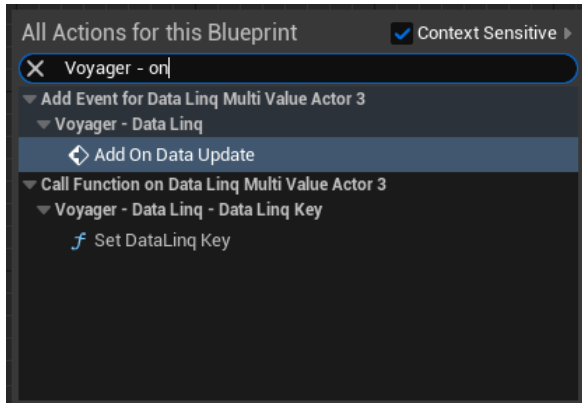 All Actions for this Blueprint Context Sensitive
Voyager - on
Add Event for Data Linq Multi Value Actor 3
Voyager - Data Linq
Add On Data Update
Call Function on Data Linq Multi Value Actor 3
Voyager - Data Linq - Data Linq Key
f Set DataLinq Key